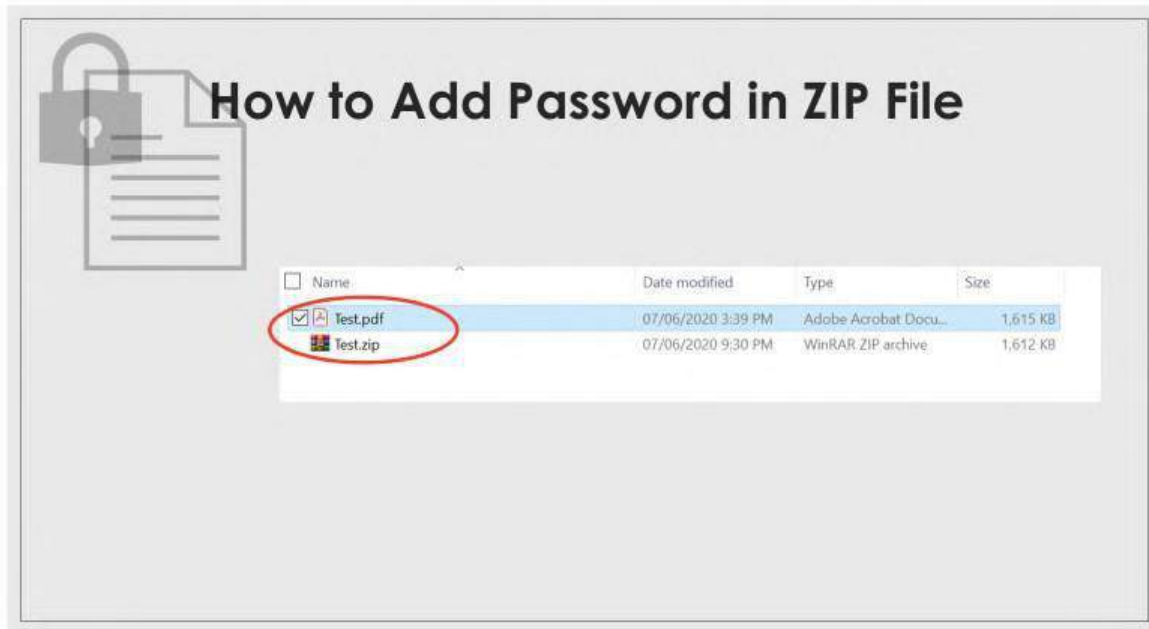 How to Add Password in ZIP File
Name Date modified Type Size
Test.pdf 07/06/2020 3:39 PM Adobe Acrobat Docu... 1,615 KB
Test.zip 07/06/2020 9:30 PM WinRAR ZIP archive 1,612 KB